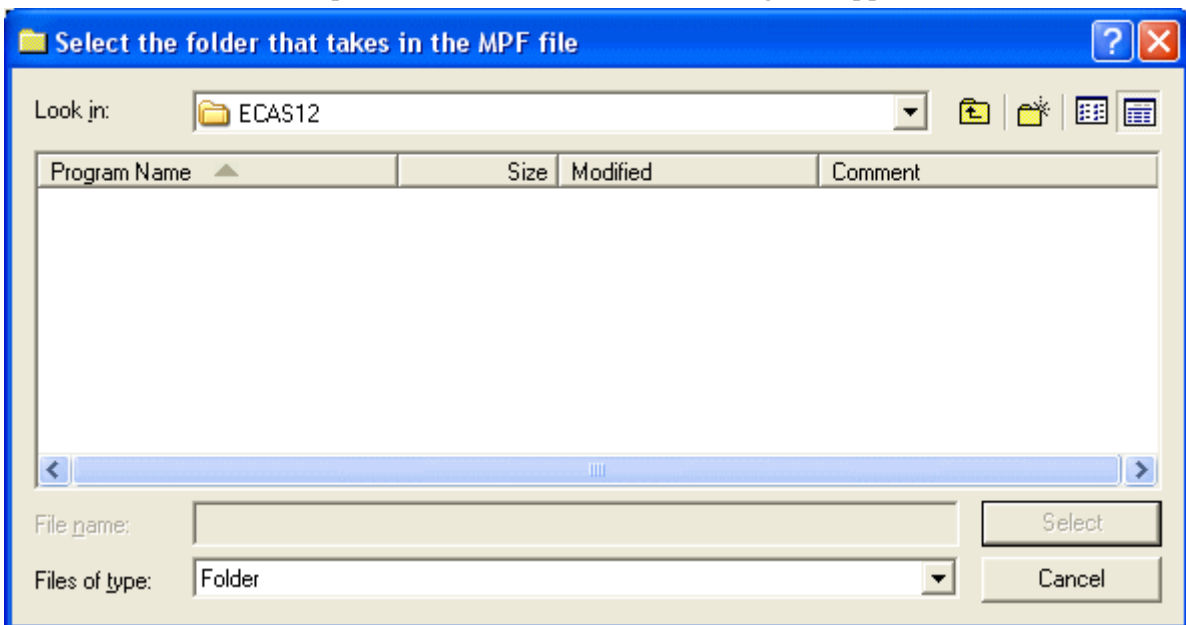 Select the folder that takes in the MPF file
Look in: ECAS12
Program Name Size Modified Comment
File name: Select
Files of type: Folder Cancel